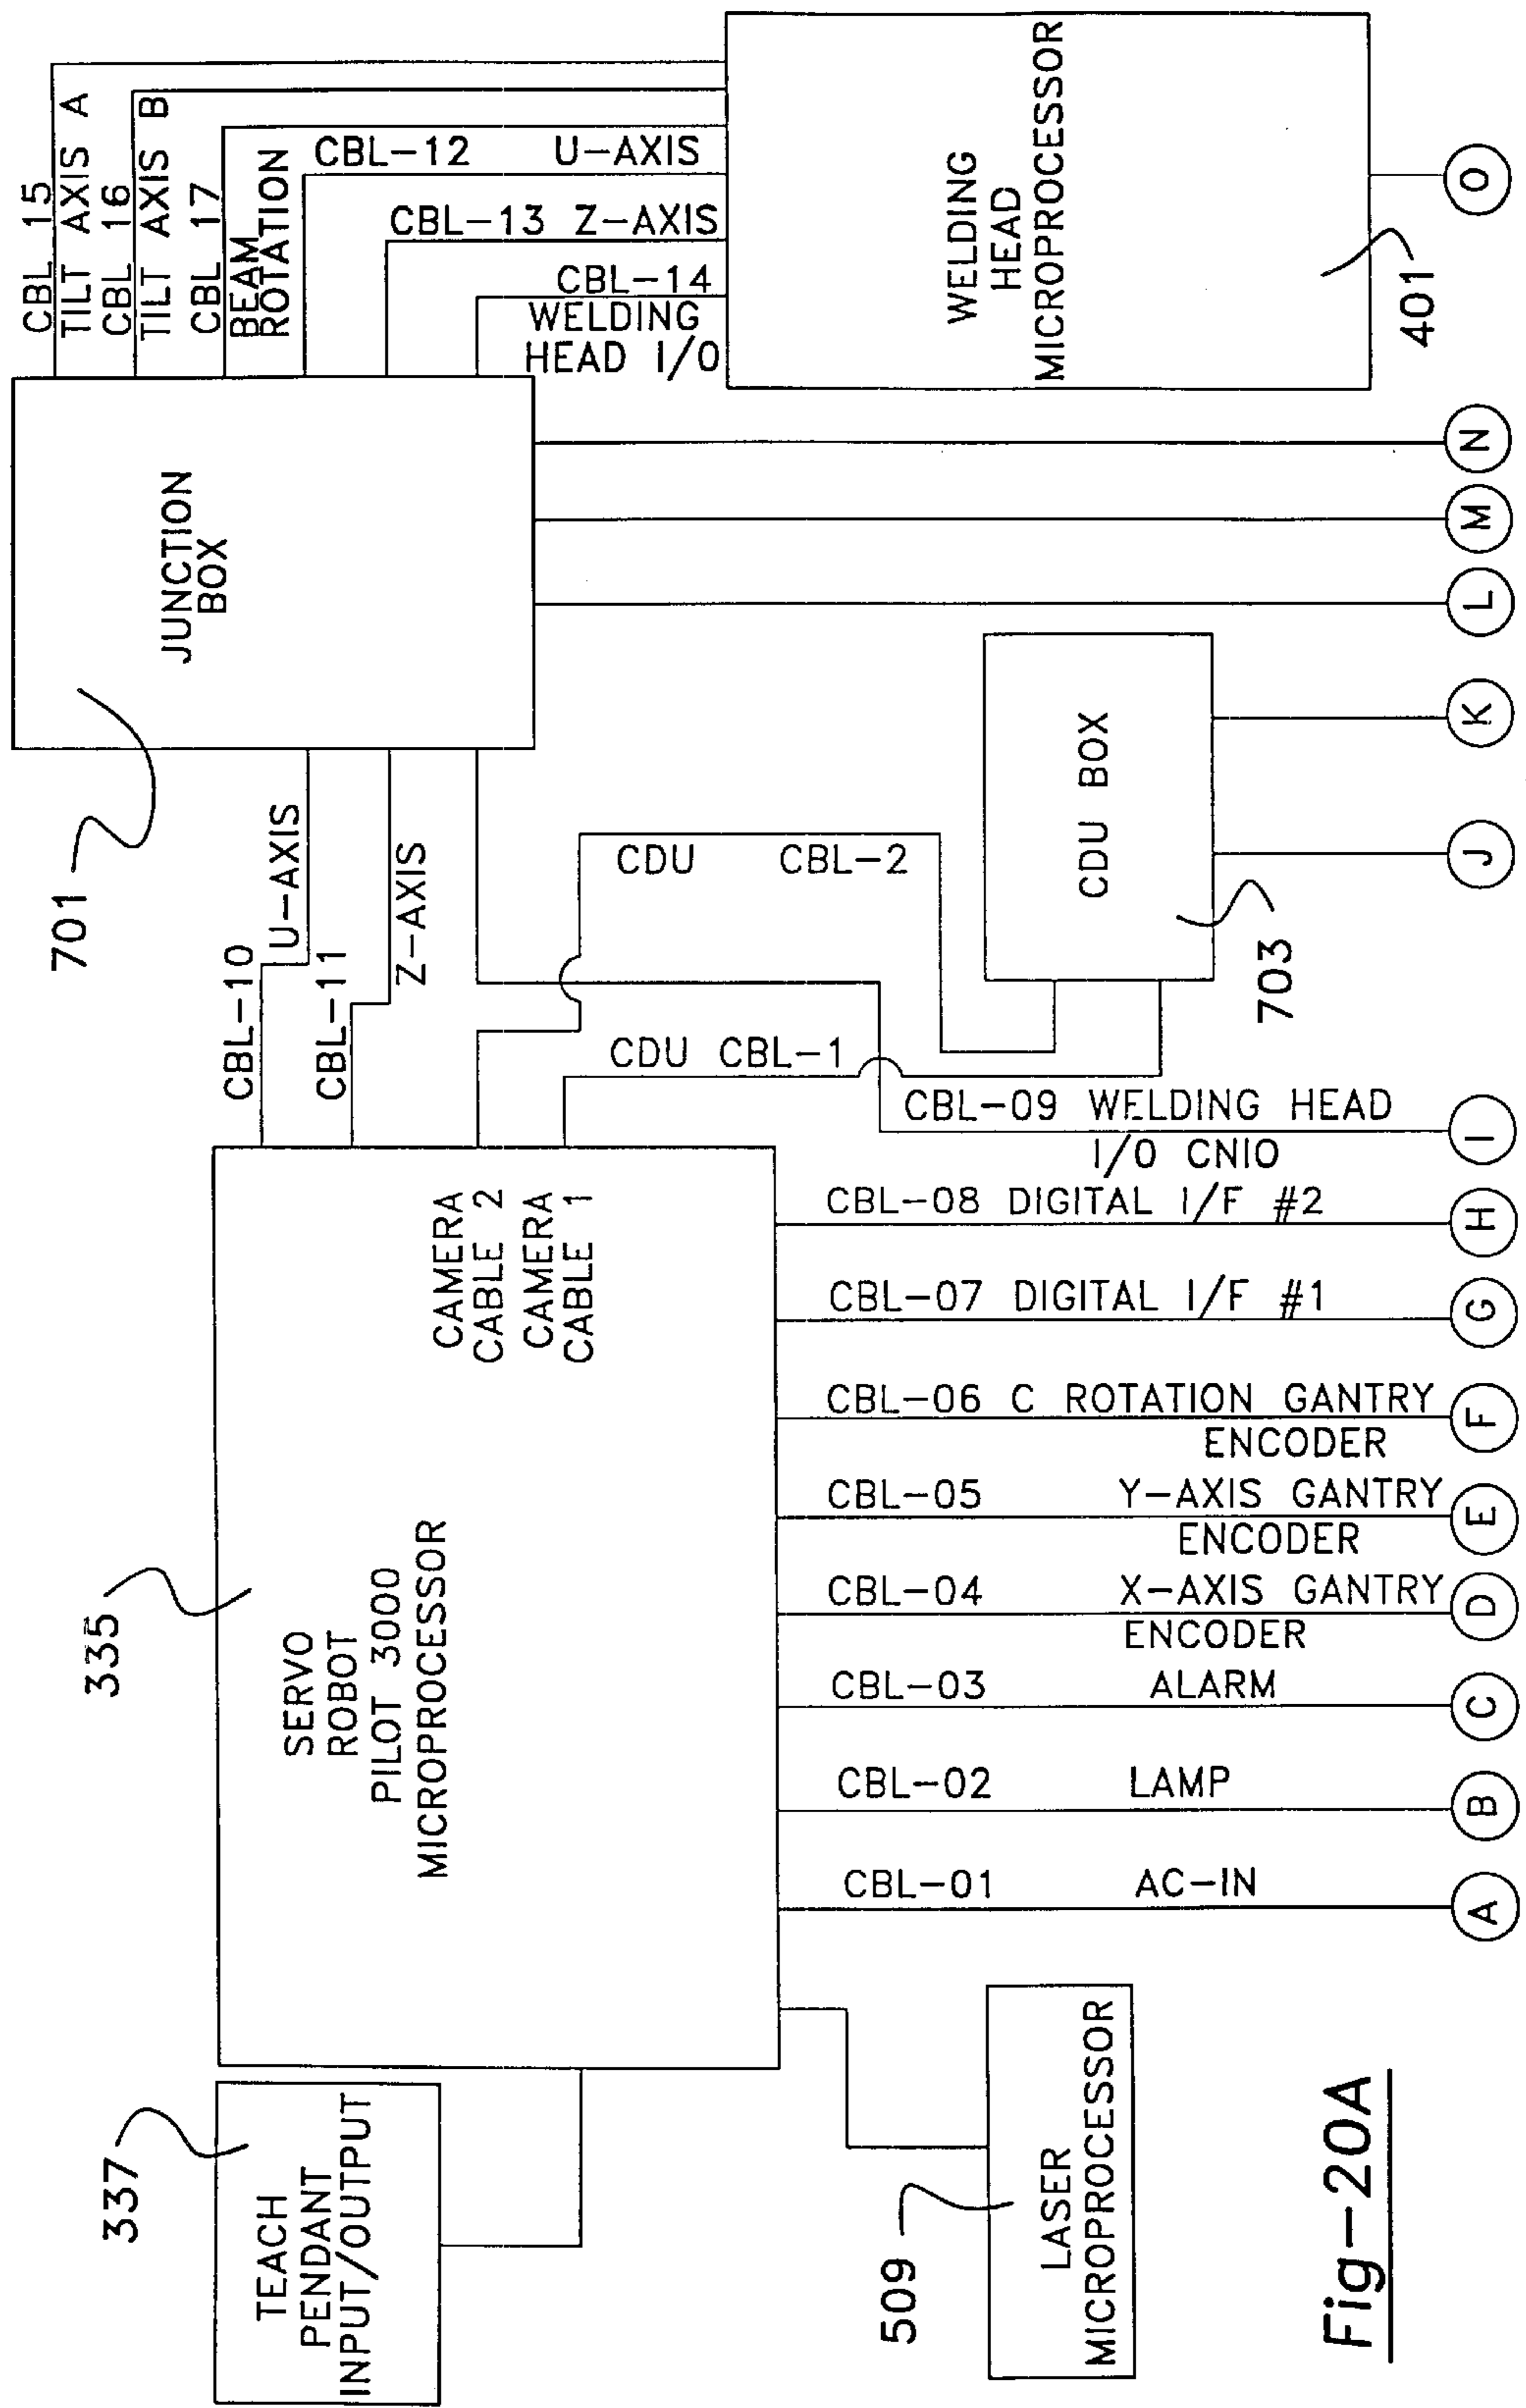 337
TEACH
PENDANT
INPUT/OUTPUT
335
SERVO
ROBOT
PILOT 3000
MICROPROCESSOR
CAMERA
CABLE 2
CAMERA
CABLE 1
509
LASER
MICROPROCESSOR
CBL-01 AC-IN
CBL-02 LAMP
CBL-03 ALARM
CBL-04 X-AXIS GANTRY
ENCODER
CBL-05 Y-AXIS GANTRY
ENCODER
CBL-06 C ROTATION GANTRY
ENCODER
CBL-07 DIGITAL I/F #1
CBL-08 DIGITAL I/F #2
CBL-09 WELDING HEAD
I/O CNIO
CBL-10
U-AXIS
CBL-11
Z-AXIS
CDU CBL-2
CDU CBL-1
701
JUNCTION
BOX
703
CDU BOX
CBL 15
TILT AXIS A
CBL 16
TILT AXIS B
CBL 17
BEAM
ROTATION
CBL-12 U-AXIS
CBL-13 Z-AXIS
CBL-14
WELDING
HEAD I/O
WELDING
HEAD
MICROPROCESSOR
401
A
B
C
D
E
F
G
H
I
J
K
L
M
N
O
Fig-20A